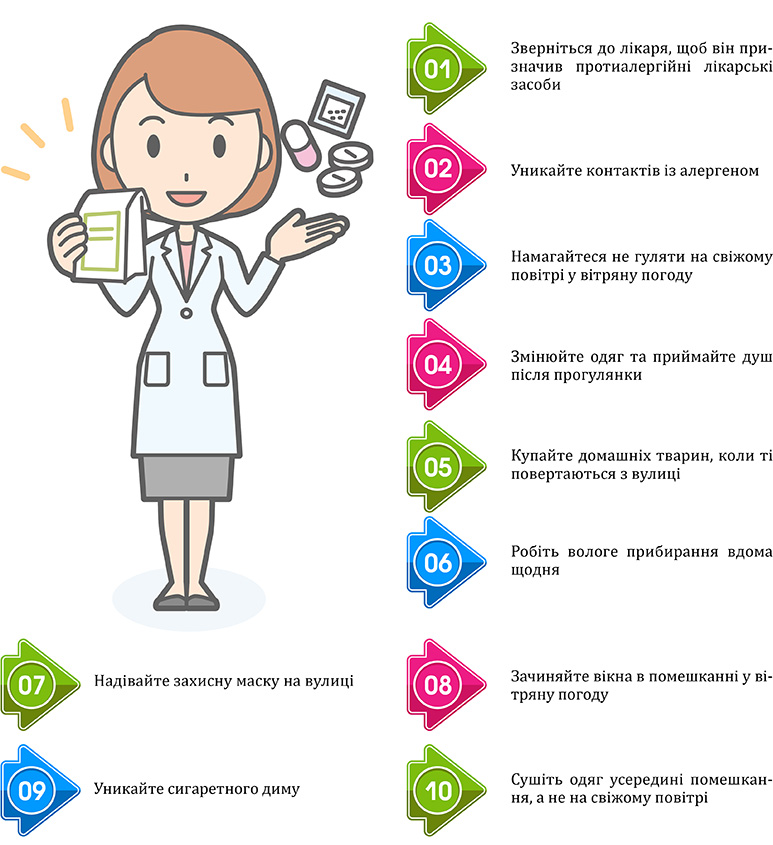 01
Зверніться до лікаря, щоб він при-
значив протиалергійні лікарські
засоби
02
Уникайте контактів із алергеном
03
Намагайтеся не гуляти на свіжому
повітрі у вітряну погоду
04
Змінюйте одяг та приймайте душ
після прогулянки
05
Купайте домашніх тварин, коли ті
повертаються з вулиці
06
Робіть вологе прибирання вдома
щодня
07
Надівайте захисну маску на вулиці
08
Зачиняйте вікна в помешканні у ві-
тряну погоду
09
Уникайте сигаретного диму
10
Сушіть одяг усередині помешкан-
ня, а не на свіжому повітрі